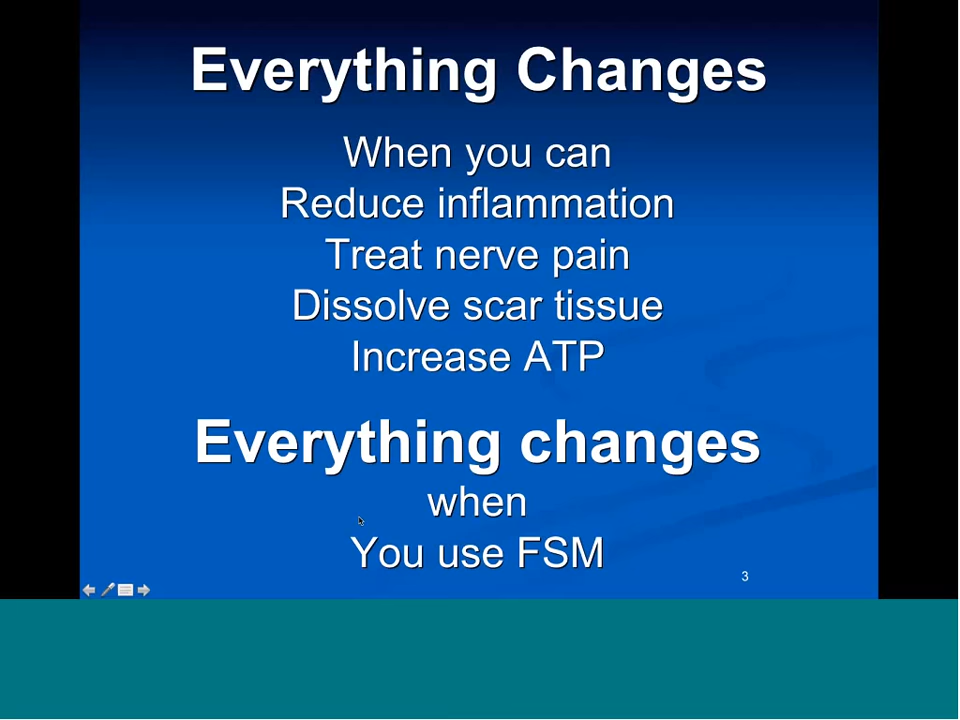 Everything Changes
When you can
Reduce inflammation
Treat nerve pain
Dissolve scar tissue
Increase ATP
Everything changes
when
You use FSM
3